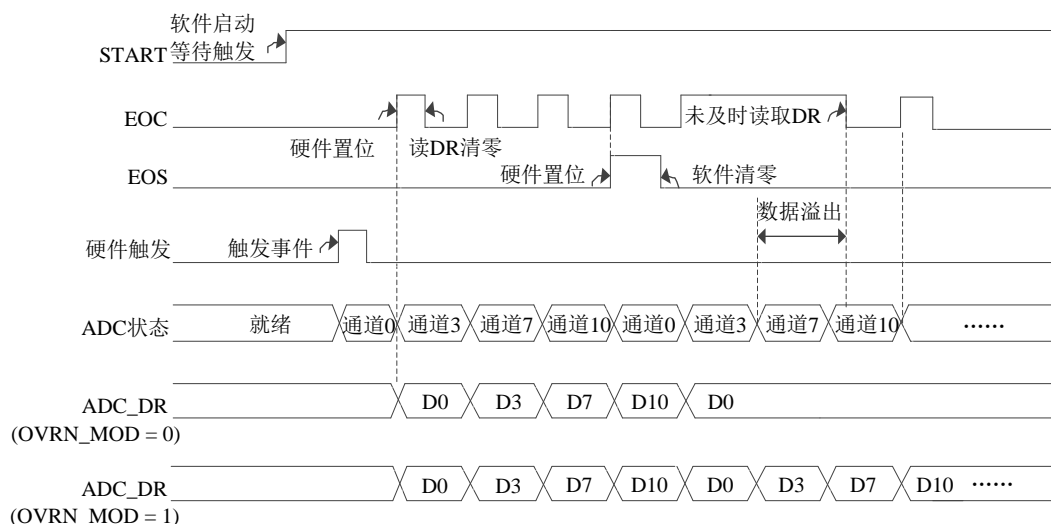 软件启动
START 等待触发
EOC 未及时读取DR
硬件置位 读DR清零
EOS 硬件置位 软件清零
数据溢出
硬件触发 触发事件
ADC状态 就绪 通道0 通道3 通道7 通道10 通道0 通道3 通道7 通道10 ……
ADC_DR D0 D3 D7 D10 D0
(OVRN_MOD = 0)
ADC_DR D0 D3 D7 D10 D0 D3 D7 D10 ……
(OVRN_MOD = 1)